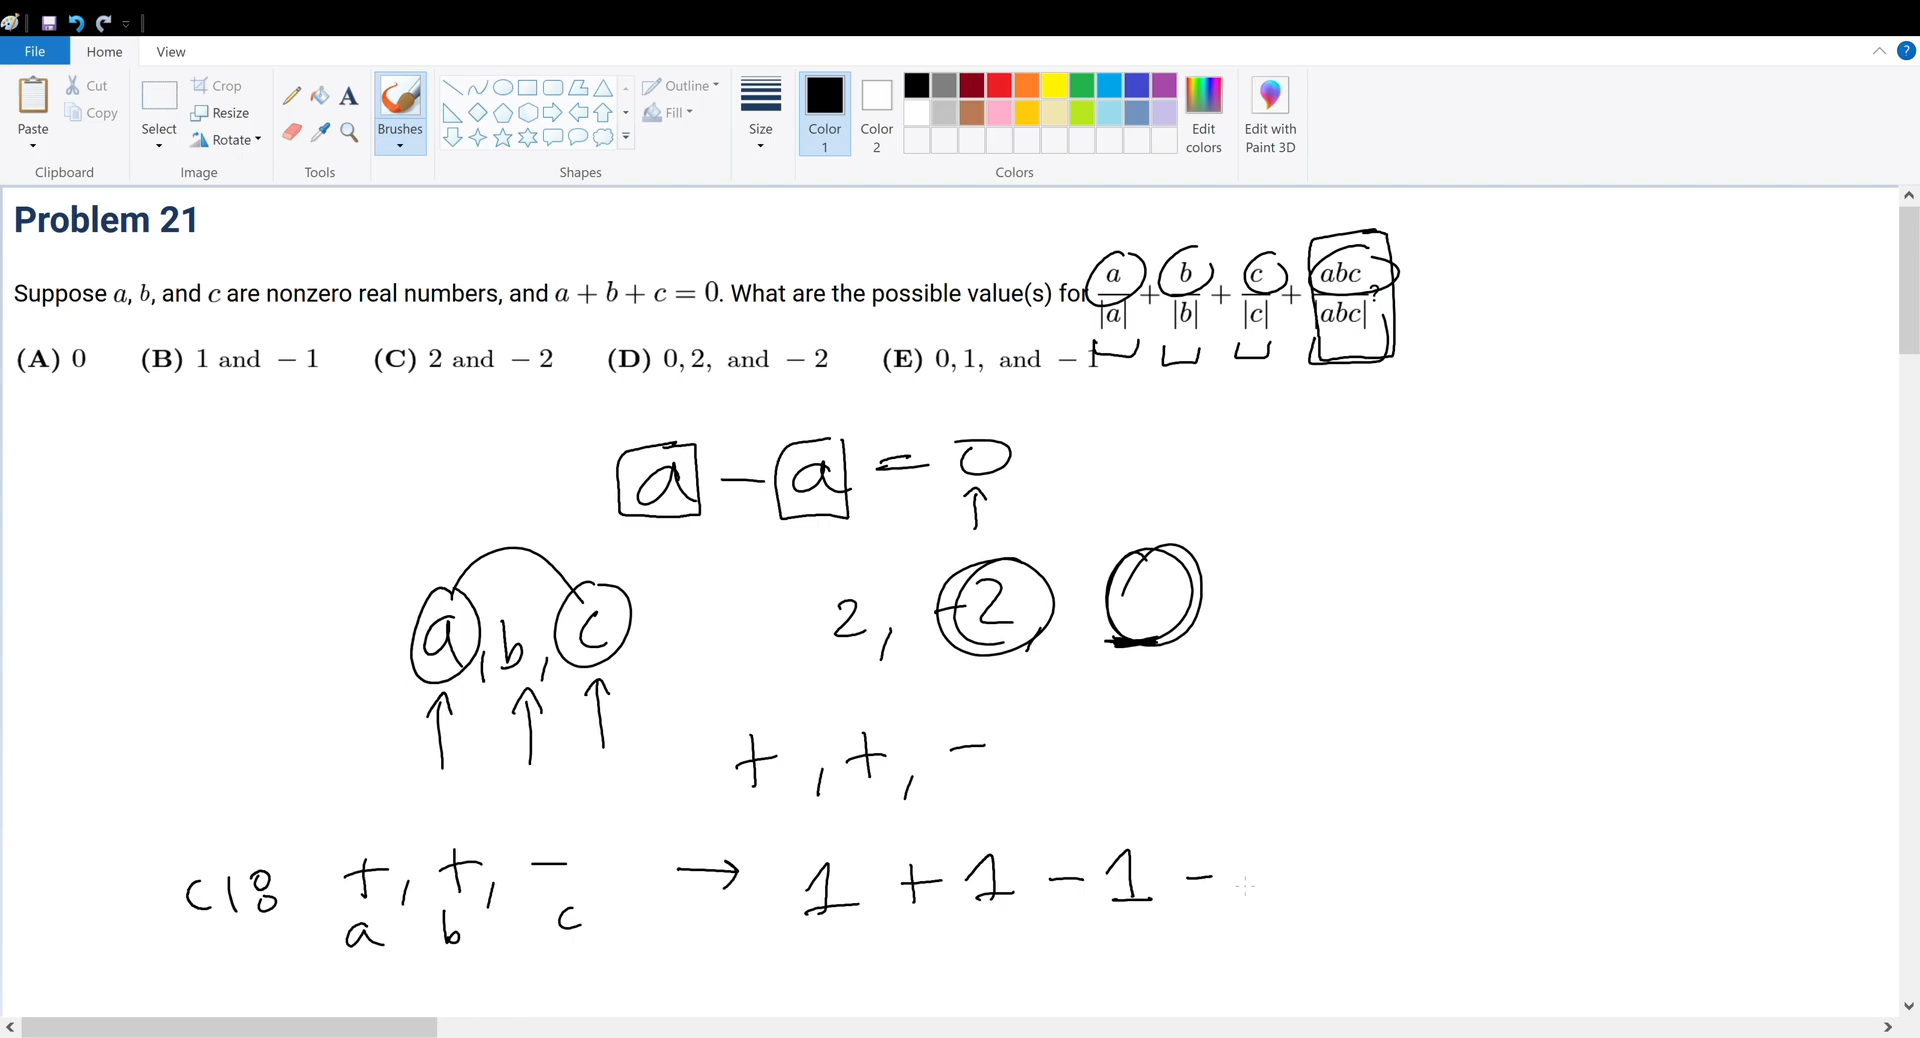 File Home View
Paste Cut Copy Select Crop Resize Rotate Brushes Outline Fill Size Color 1 Color 2 Edit colors Edit with Paint 3D
Clipboard Image Tools Shapes Colors
Problem 21
Suppose a, b, and c are nonzero real numbers, and a + b + c = 0. What are the possible value(s) for a/|a| + b/|b| + c/|c| + abc/|abc|?
(A) 0 (B) 1 and − 1 (C) 2 and − 2 (D) 0, 2, and − 2 (E) 0, 1, and − 1
a − a = 0
a, b, c 2, -2,
+, +, −
C1: +, +, − → 1 + 1 − 1 −
a b c